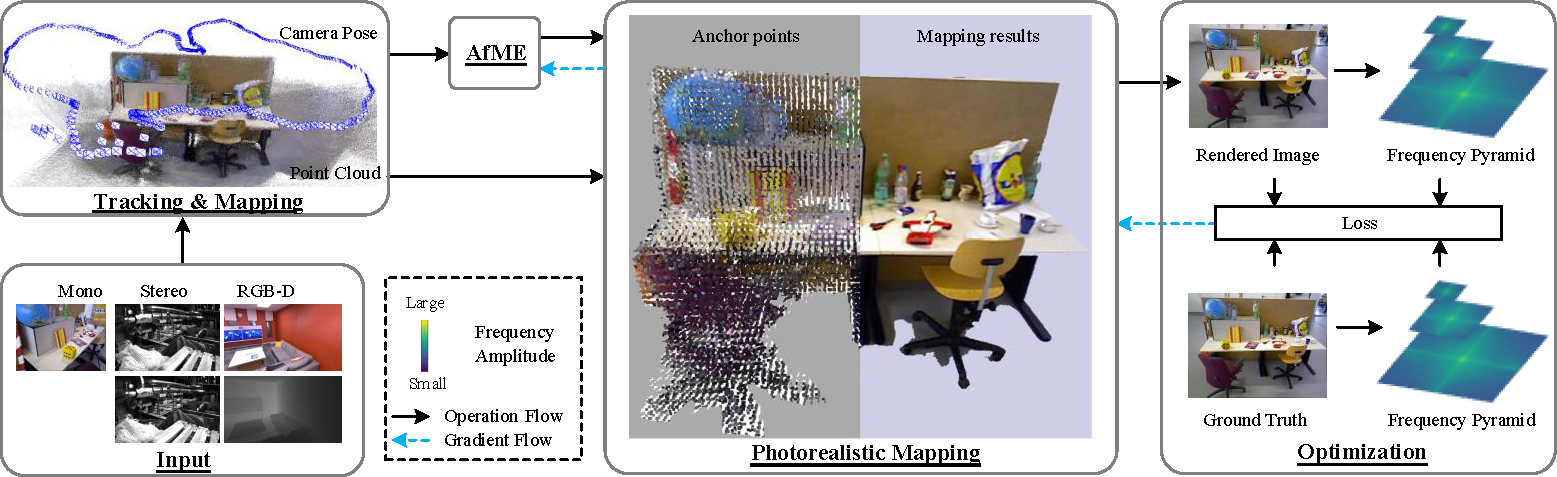 Camera Pose
Point Cloud
Tracking & Mapping
AfME
Mono
Stereo
RGB-D
Input
Large
Small
Frequency
Amplitude
Operation Flow
Gradient Flow
Anchor points
Mapping results
Photorealistic Mapping
Rendered Image
Frequency Pyramid
Loss
Ground Truth
Frequency Pyramid
Optimization